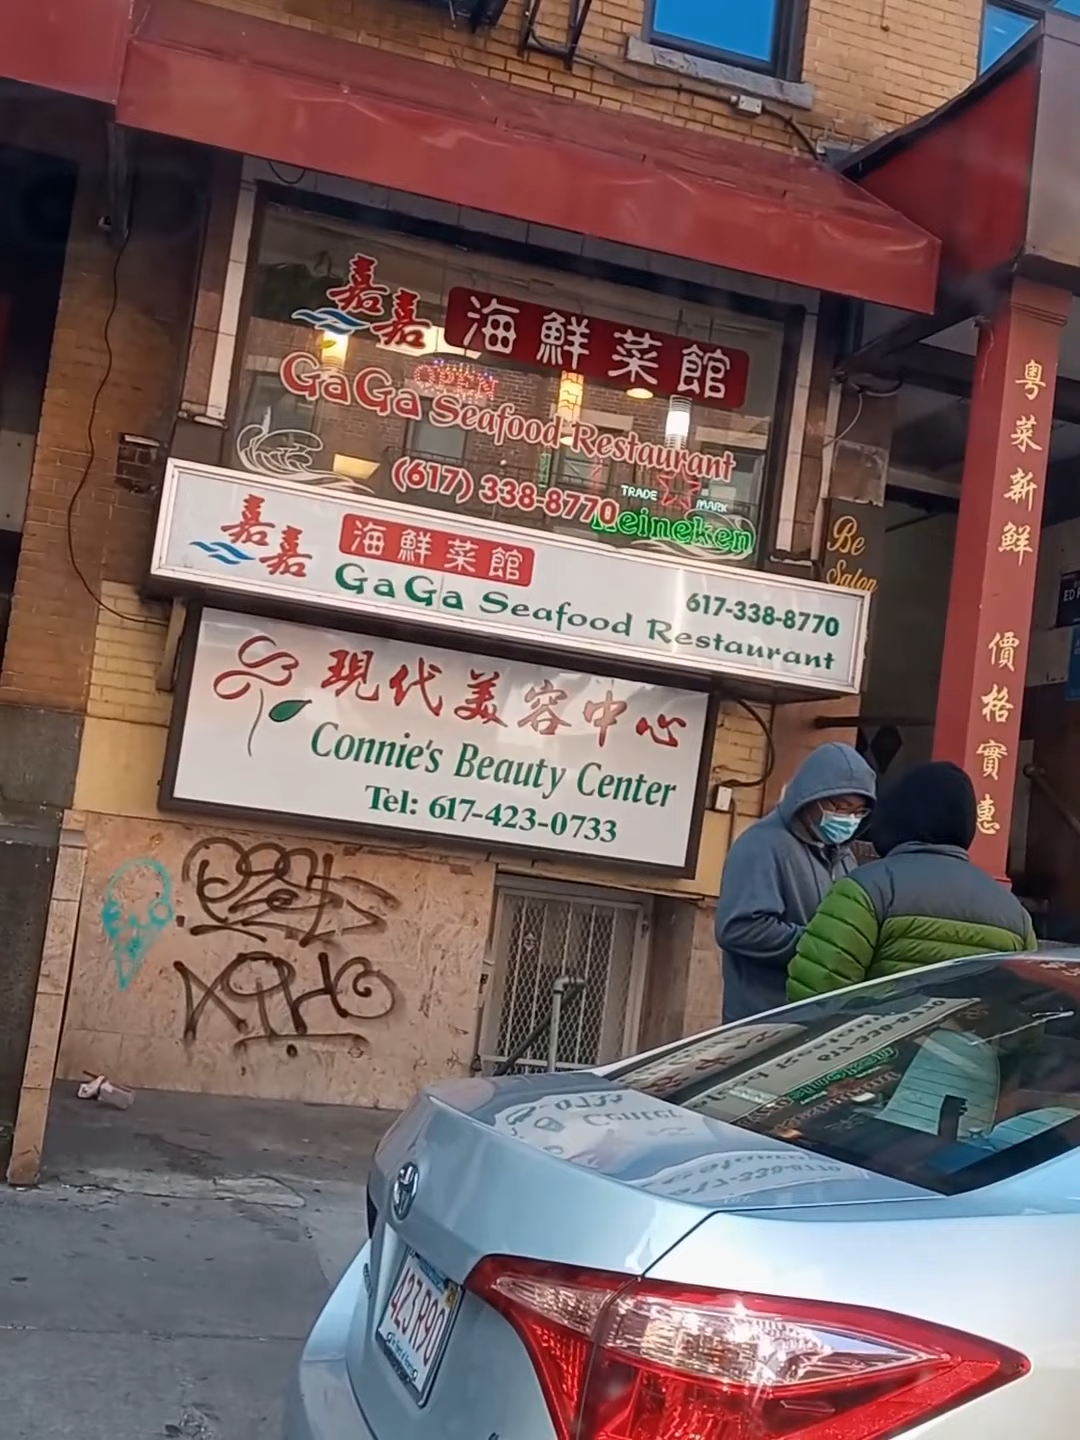 嘉嘉 海鮮菜館
OPEN
GaGa Seafood Restaurant
(617) 338-8770
TRADE MARK
Heineken
嘉嘉 海鮮菜館
GaGa Seafood Restaurant
617-338-8770
現代美容中心
Connie's Beauty Center
Tel: 617-423-0733
Be
Salon
粵菜新鮮 價格實惠